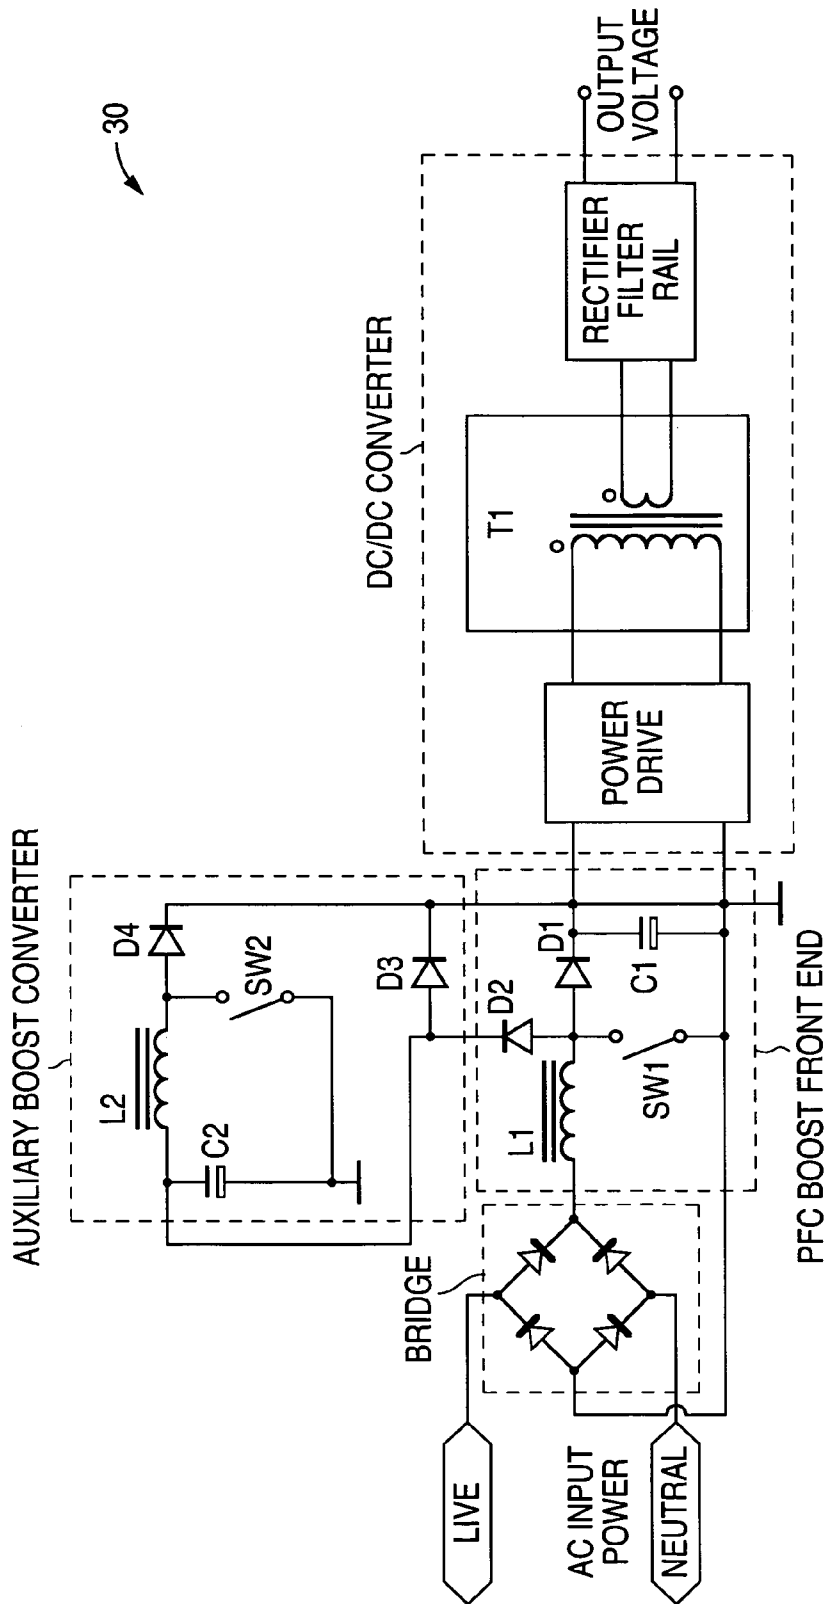 30
AUXILIARY BOOST CONVERTER
L2
D4
C2
SW2
D3
D2
DC/DC CONVERTER
T1
RECTIFIER
FILTER
RAIL
OUTPUT
VOLTAGE
POWER
DRIVE
BRIDGE
L1
D1
SW1
C1
LIVE
AC INPUT
POWER
NEUTRAL
PFC BOOST FRONT END